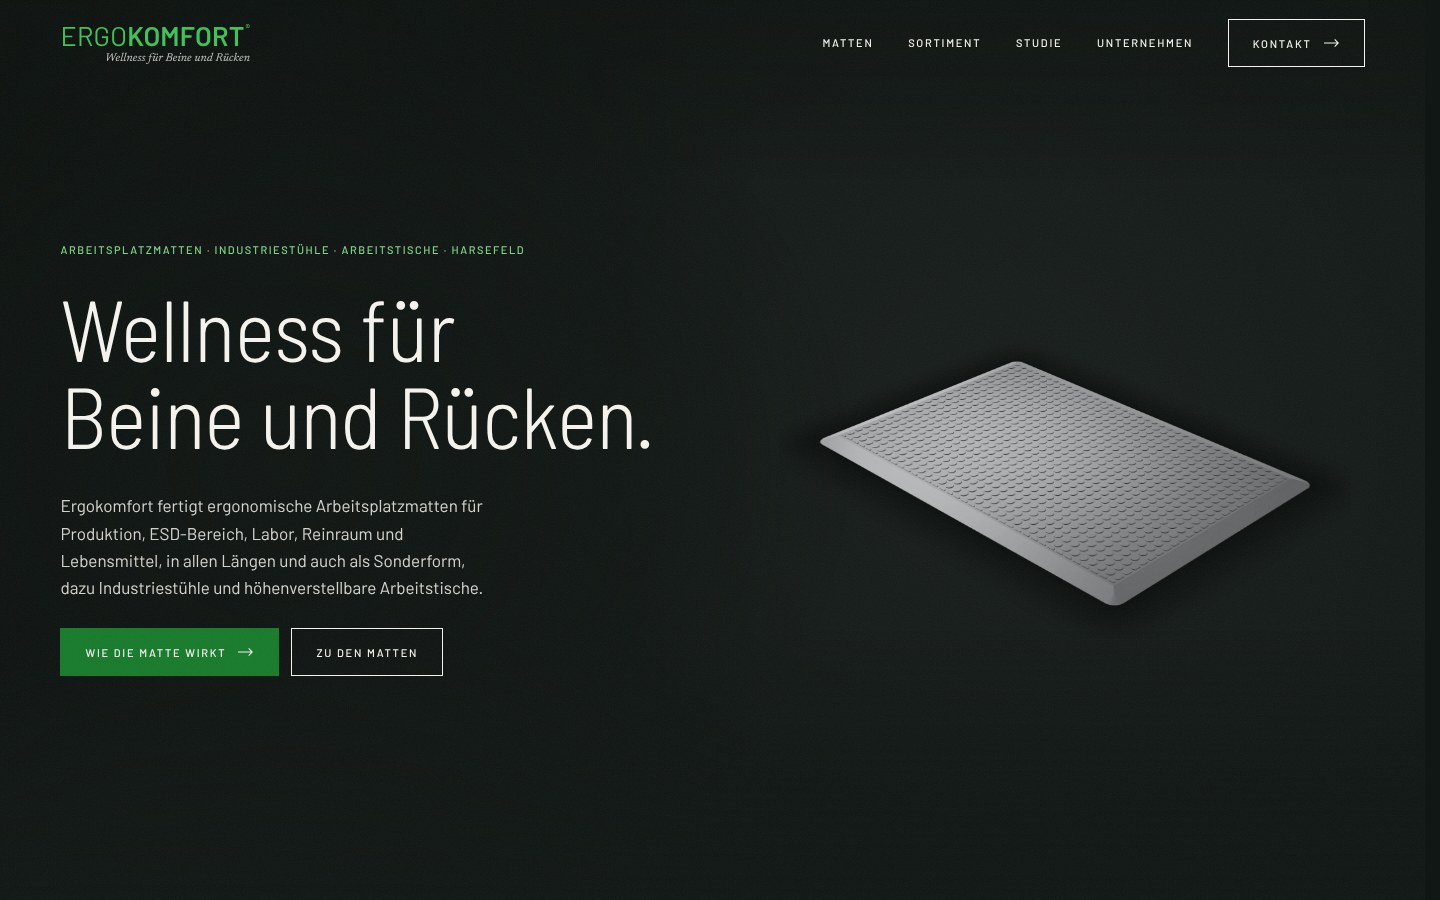 ERGOKOMFORT®
Wellness für Beine und Rücken
MATTEN
SORTIMENT
STUDIE
UNTERNEHMEN
KONTAKT →
ARBEITSPLATZMATTEN · INDUSTRIESTÜHLE · ARBEITSTISCHE · HARSEFELD
Wellness für
Beine und Rücken.
Ergokomfort fertigt ergonomische Arbeitsplatzmatten für
Produktion, ESD-Bereich, Labor, Reinraum und
Lebensmittel, in allen Längen und auch als Sonderform,
dazu Industriestühle und höhenverstellbare Arbeitstische.
WIE DIE MATTE WIRKT →
ZU DEN MATTEN